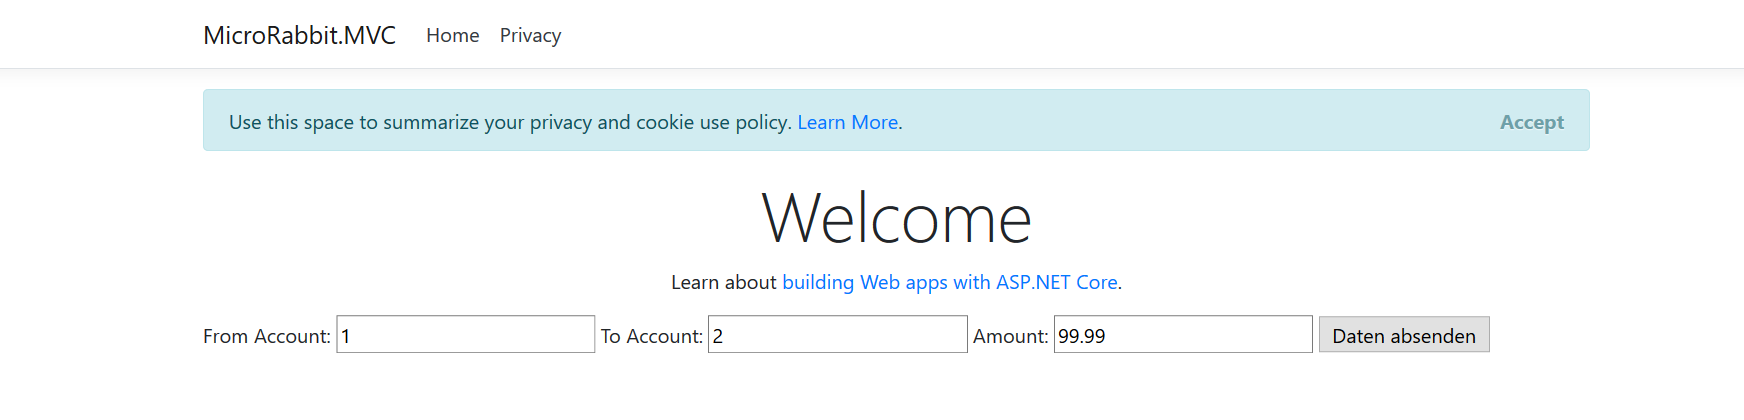 MicroRabbit.MVC Home Privacy
Use this space to summarize your privacy and cookie use policy. Learn More. Accept
Welcome
Learn about building Web apps with ASP.NET Core.
From Account: 1 To Account: 2 Amount: 99.99 Daten absenden